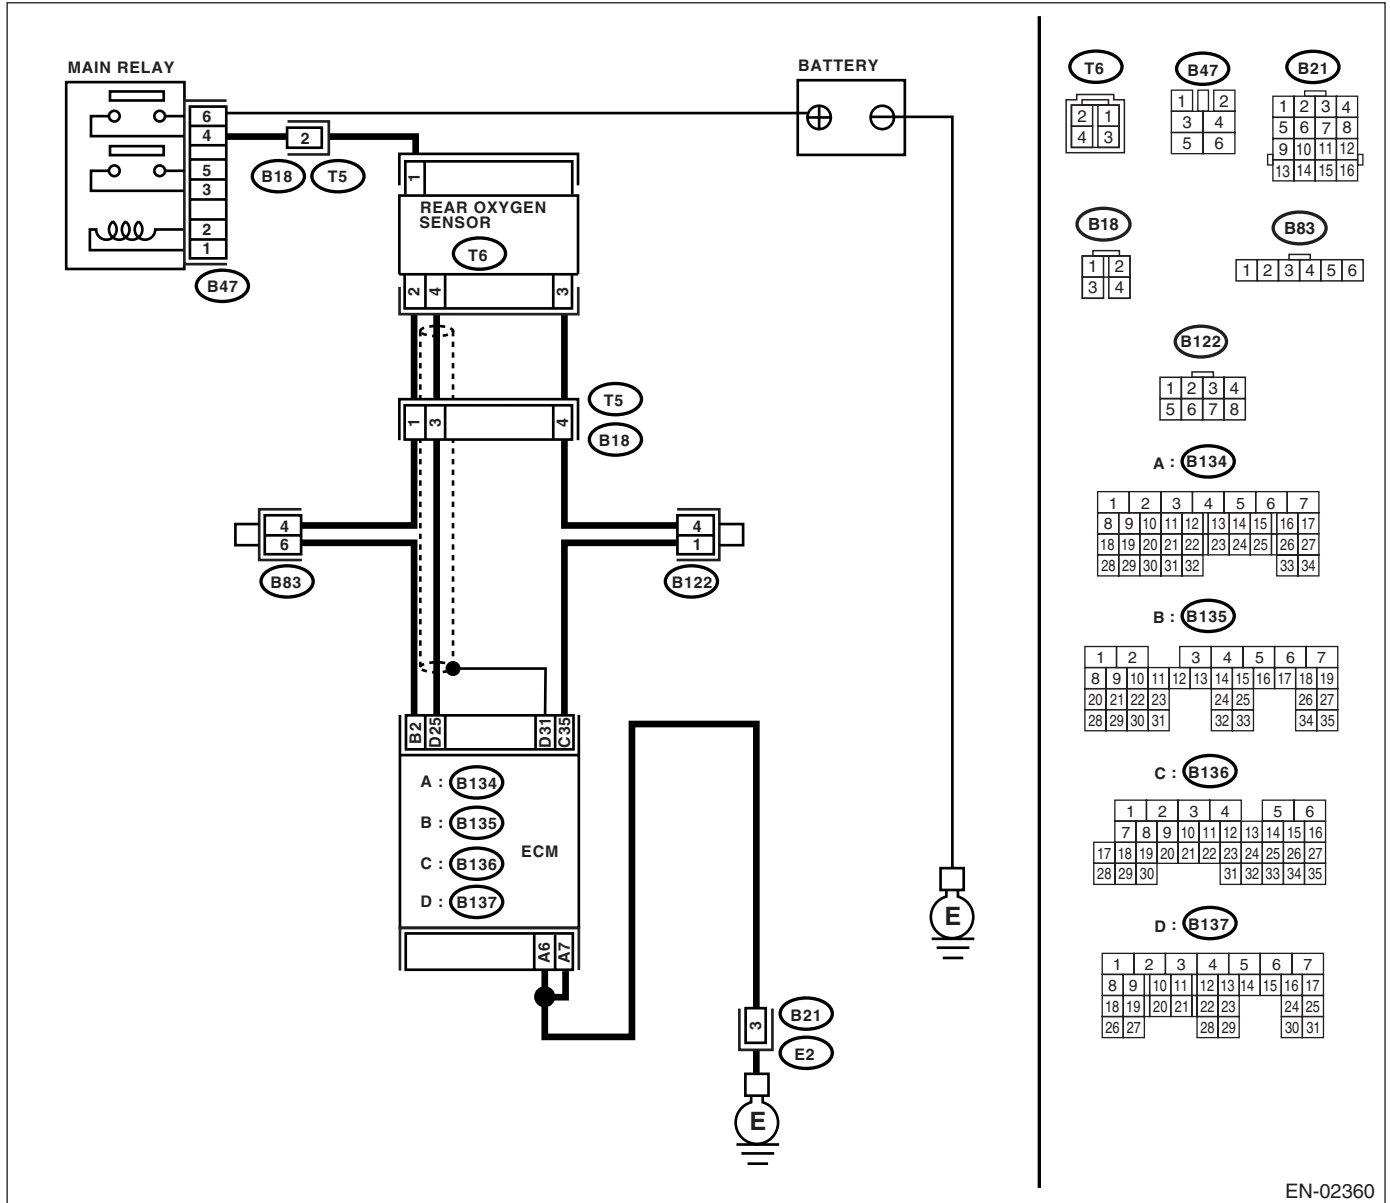 MAIN RELAY
BATTERY
6
4
5
3
2
1
B47
2
B18 T5
1
REAR OXYGEN
SENSOR
T6
2 4 3
T5
1 3 4
B18
4
6
B83
4
1
B122
B2 D25 D31 C35
A : B134
B : B135
C : B136
D : B137
ECM
A6 A7
3
B21
E2
E
E
T6
2 1
4 3
B47
1 2
3 4
5 6
B21
1 2 3 4
5 6 7 8
9 10 11 12
13 14 15 16
B18
1 2
3 4
B83
1 2 3 4 5 6
B122
1 2 3 4
5 6 7 8
A : B134
1 2 3 4 5 6 7
8 9 10 11 12 13 14 15 16 17
18 19 20 21 22 23 24 25 26 27
28 29 30 31 32 33 34
B : B135
1 2 3 4 5 6 7
8 9 10 11 12 13 14 15 16 17 18 19
20 21 22 23 24 25 26 27
28 29 30 31 32 33 34 35
C : B136
1 2 3 4 5 6
7 8 9 10 11 12 13 14 15 16
17 18 19 20 21 22 23 24 25 26 27
28 29 30 31 32 33 34 35
D : B137
1 2 3 4 5 6 7
8 9 10 11 12 13 14 15 16 17
18 19 20 21 22 23 24 25
26 27 28 29 30 31
EN-02360